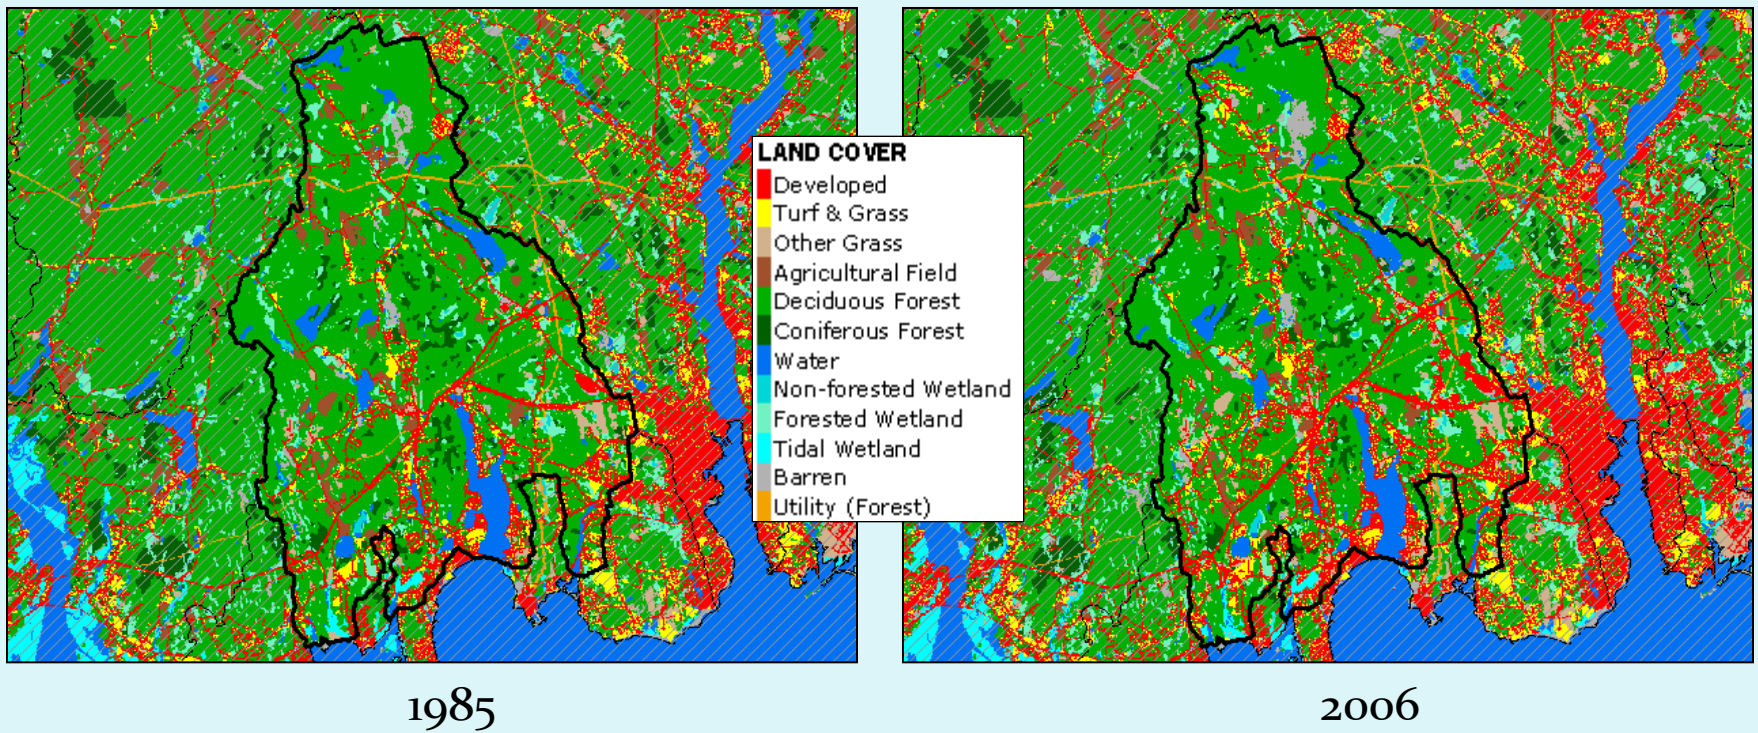 LAND COVER
Developed
Turf & Grass
Other Grass
Agricultural Field
Deciduous Forest
Coniferous Forest
Water
Non-forested Wetland
Forested Wetland
Tidal Wetland
Barren
Utility (Forest)
1985
2006